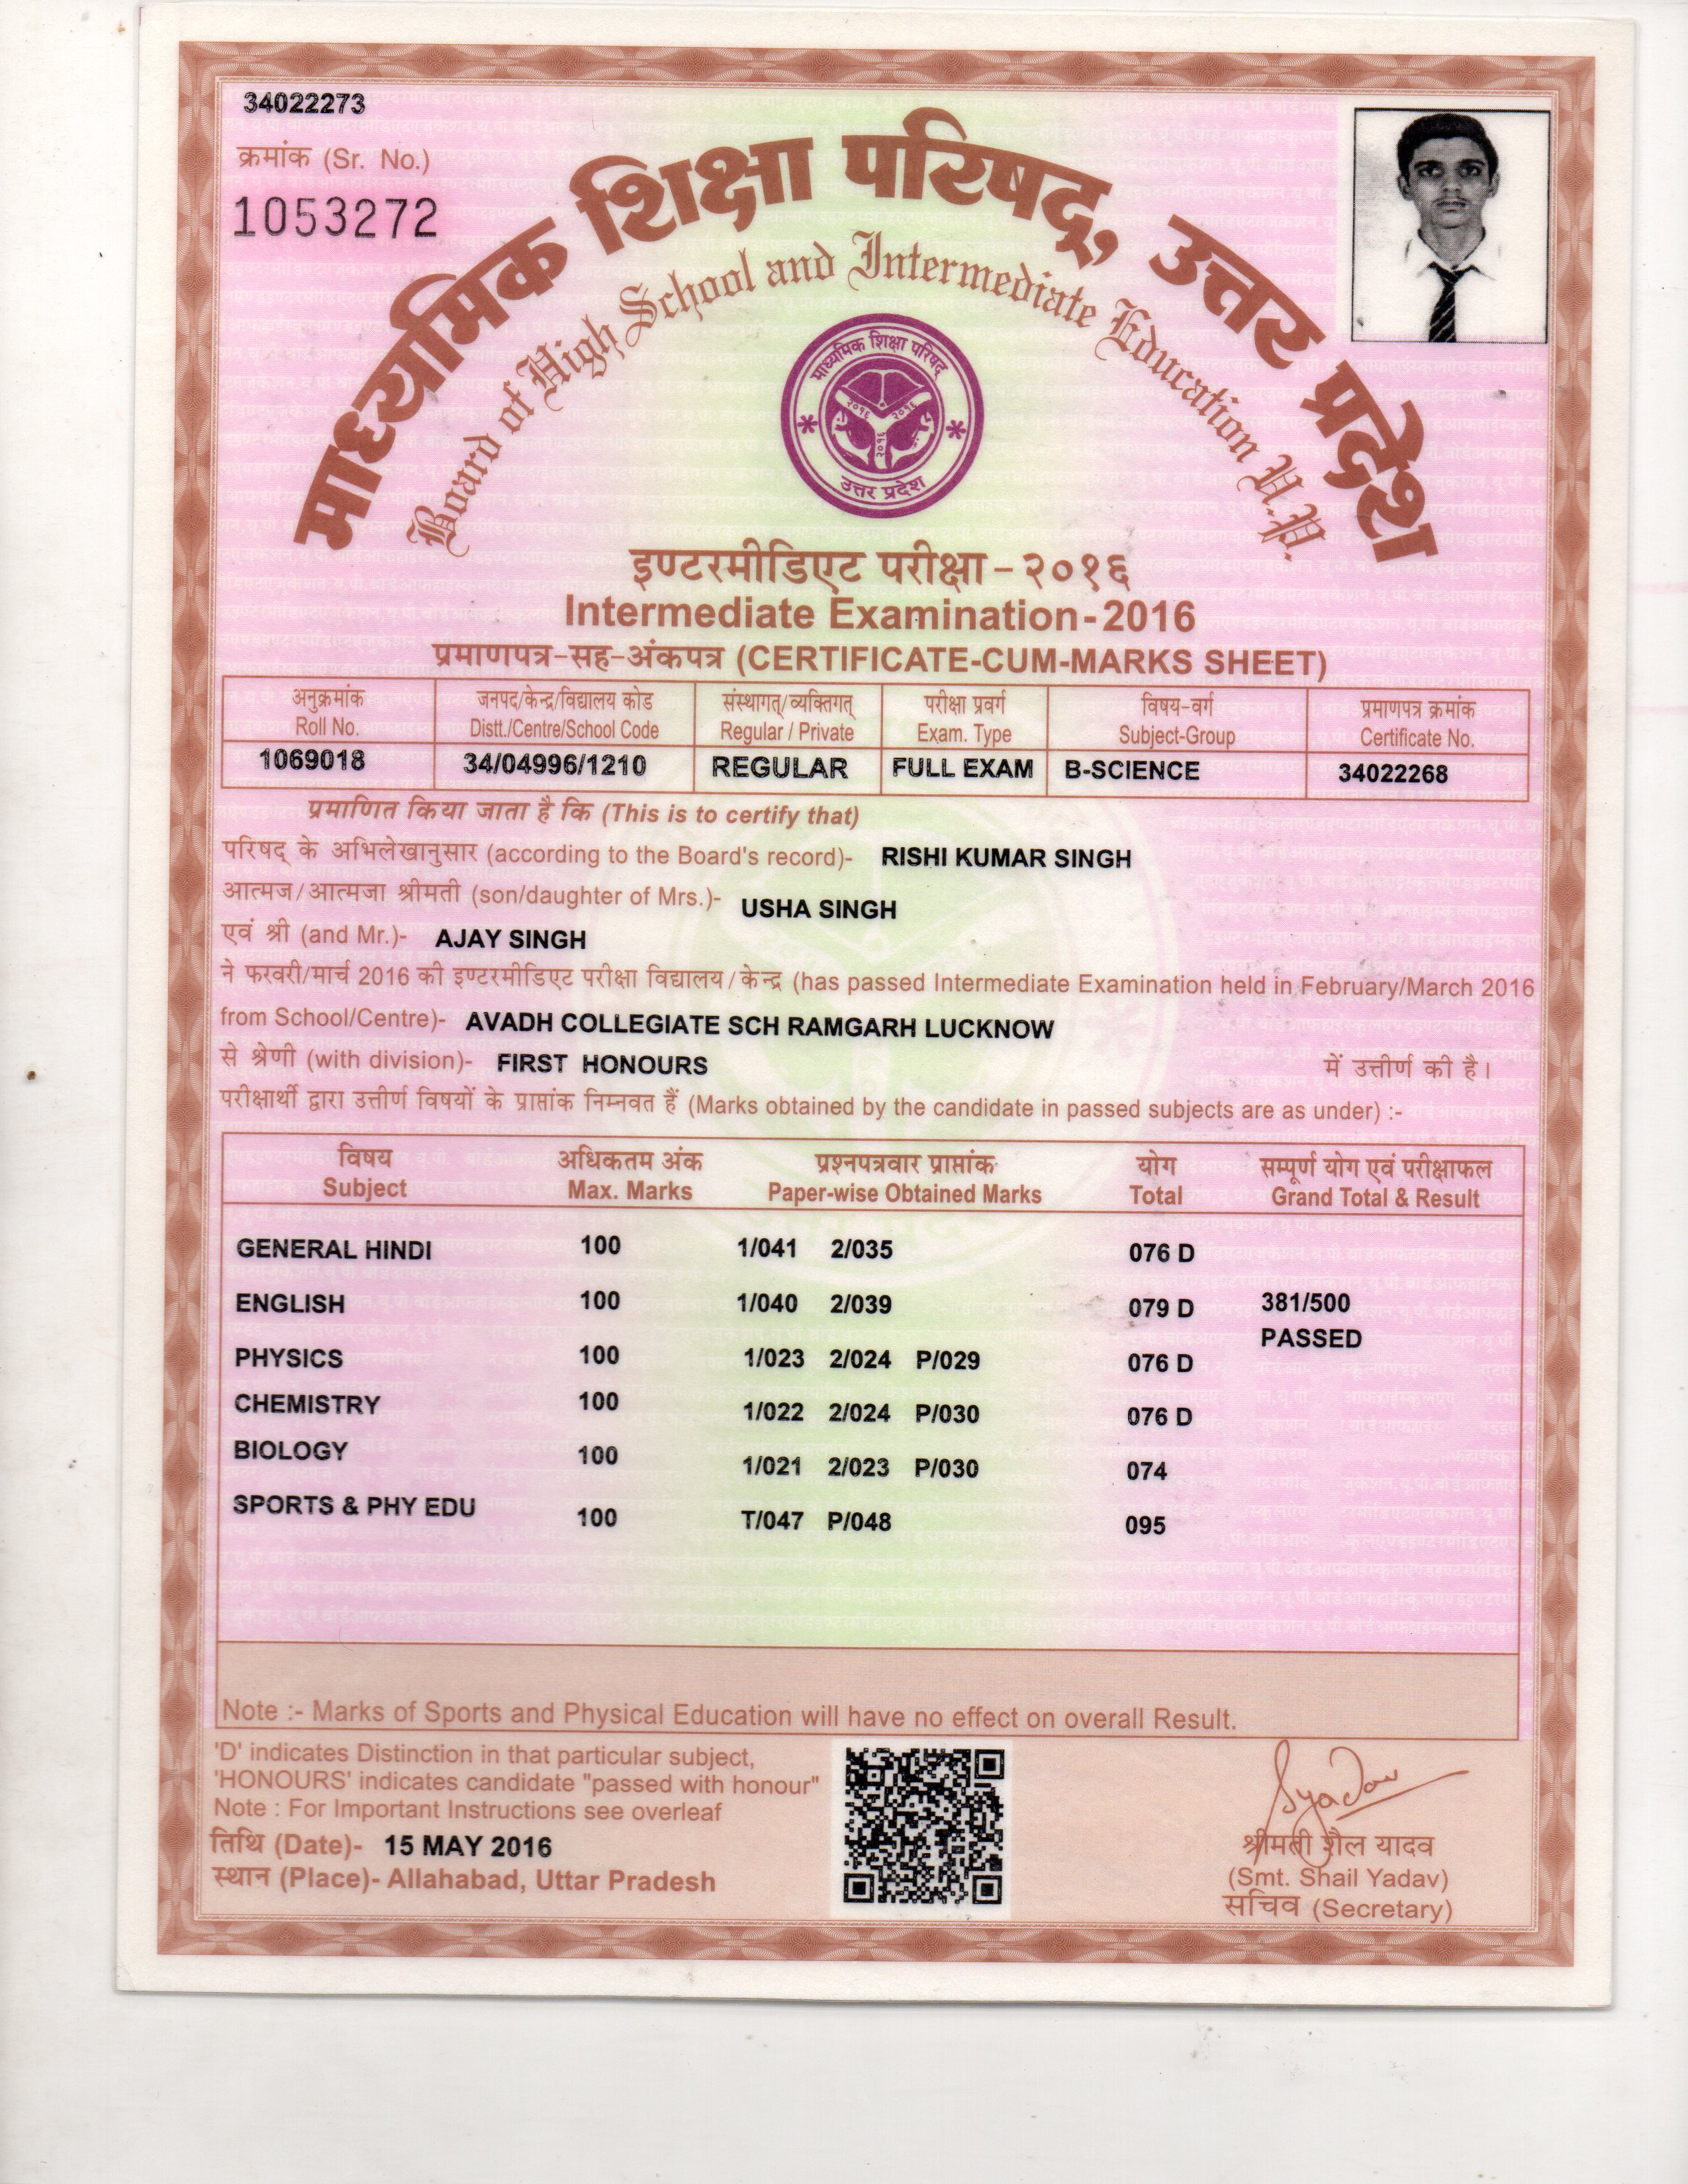 34022273
क्रमांक (Sr. No.)
1053272
माध्यमिक शिक्षा परिषद्, उत्तर प्रदेश
Board of High School and Intermediate Education U.P.
माध्यमिक शिक्षा परिषद्
२०१६ २०१६
२०१६
उत्तर प्रदेश
इण्टरमीडिएट परीक्षा - २०१६
Intermediate Examination - 2016
प्रमाणपत्र-सह-अंकपत्र (CERTIFICATE-CUM-MARKS SHEET)
अनुक्रमांक जनपद/केन्द्र/विद्यालय कोड संस्थागत्/व्यक्तिगत् परीक्षा प्रवर्ग विषय-वर्ग प्रमाणपत्र क्रमांक
Roll No. Distt./Centre/School Code Regular / Private Exam. Type Subject-Group Certificate No.
1069018 34/04996/1210 REGULAR FULL EXAM B-SCIENCE 34022268
प्रमाणित किया जाता है कि (This is to certify that)
परिषद् के अभिलेखानुसार (according to the Board's record)- RISHI KUMAR SINGH
आत्मज/आत्मजा श्रीमती (son/daughter of Mrs.)- USHA SINGH
एवं श्री (and Mr.)- AJAY SINGH
ने फरवरी/मार्च 2016 की इण्टरमीडिएट परीक्षा विद्यालय/केन्द्र (has passed Intermediate Examination held in February/March 2016
from School/Centre)- AVADH COLLEGIATE SCH RAMGARH LUCKNOW
से श्रेणी (with division)- FIRST HONOURS में उत्तीर्ण की है।
परीक्षार्थी द्वारा उत्तीर्ण विषयों के प्राप्तांक निम्नवत हैं (Marks obtained by the candidate in passed subjects are as under) :-
विषय अधिकतम अंक प्रश्नपत्रवार प्राप्तांक योग सम्पूर्ण योग एवं परीक्षाफल
Subject Max. Marks Paper-wise Obtained Marks Total Grand Total & Result
GENERAL HINDI 100 1/041 2/035 076 D
ENGLISH 100 1/040 2/039 079 D 381/500
PASSED
PHYSICS 100 1/023 2/024 P/029 076 D
CHEMISTRY 100 1/022 2/024 P/030 076 D
BIOLOGY 100 1/021 2/023 P/030 074
SPORTS & PHY EDU 100 T/047 P/048 095
Note :- Marks of Sports and Physical Education will have no effect on overall Result.
'D' indicates Distinction in that particular subject,
'HONOURS' indicates candidate "passed with honour"
Note : For Important Instructions see overleaf
तिथि (Date)- 15 MAY 2016
स्थान (Place)- Allahabad, Uttar Pradesh
Syadav
श्रीमती शैल यादव
(Smt. Shail Yadav)
सचिव (Secretary)